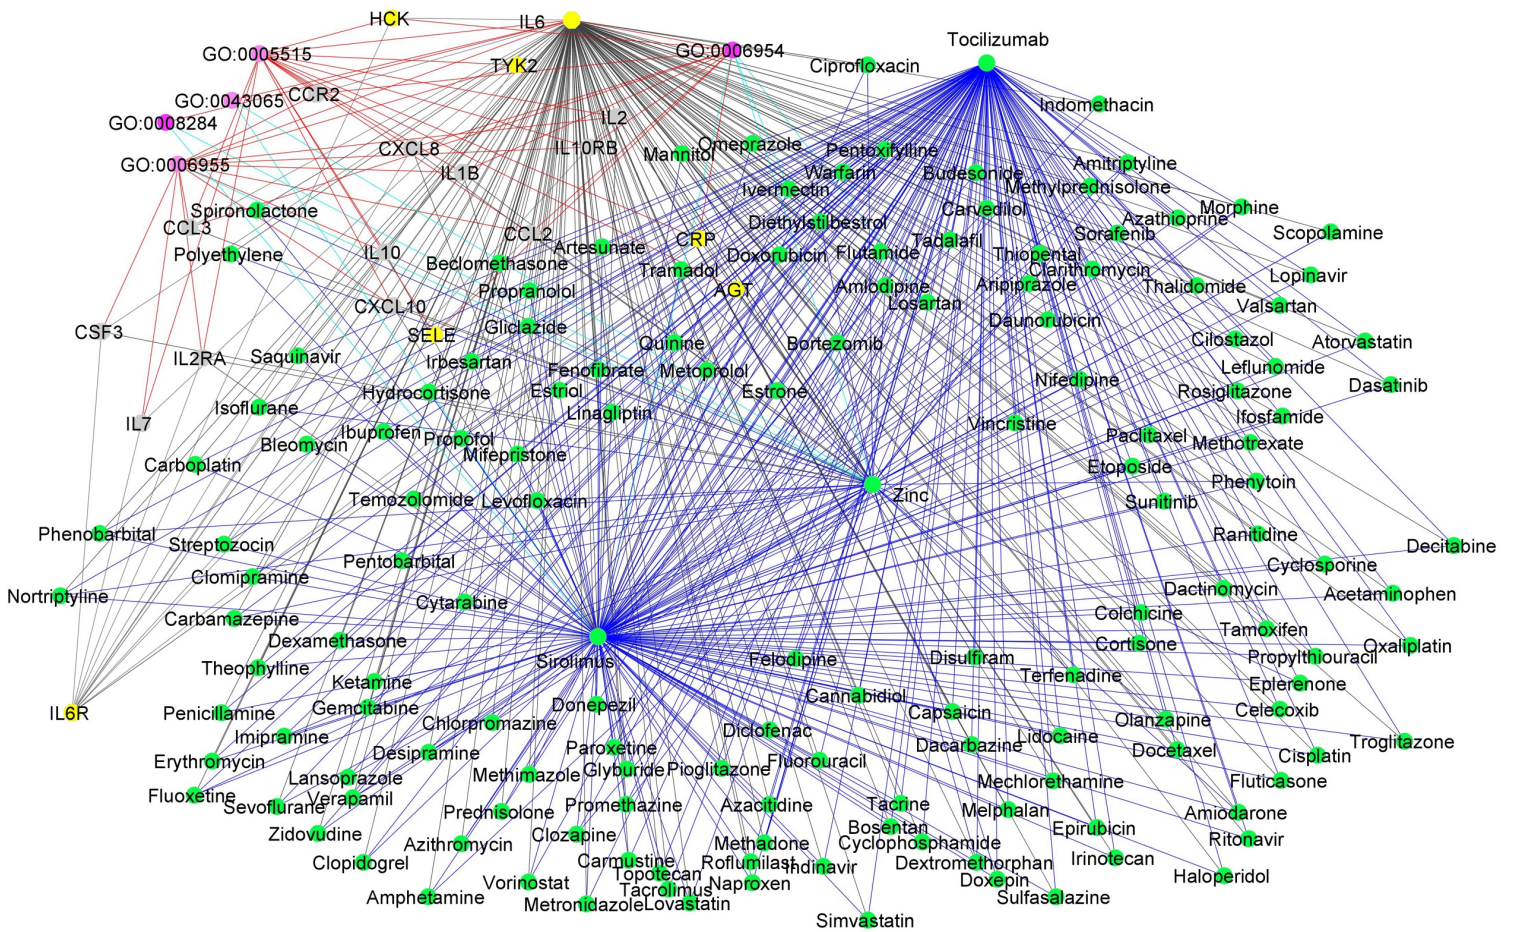 HCK
IL6
GO:0005515
GO:0006954
Tocilizumab
TYK2
Ciprofloxacin
CCR2
GO:0043065
Indomethacin
GO:0008284
IL2
CXCL8
IL10RB
Mannitol
Omeprazole
Pentoxifylline
GO:0006955
IL1B
Warfarin
Budesonide
Amitriptyline
Ivermectin
Methylprednisolone
Spironolactone
Carvedilol
Morphine
CCL3
CCL2
Diethylstilbestrol
Azathioprine
Sorafenib
Scopolamine
Polyethylene
IL10
Artesunate
CRP
Tadalafil
Beclomethasone
Tramadol
Doxorubicin
Flutamide
Thiopental
Clarithromycin
Lopinavir
Propranolol
AGT
Amlodipine
Aripiprazole
Thalidomide
CXCL10
Losartan
Valsartan
CSF3
SELE
Gliclazide
Daunorubicin
IL2RA
Saquinavir
Quinine
Bortezomib
Cilostazol
Atorvastatin
Irbesartan
Fenofibrate
Metoprolol
Leflunomide
Hydrocortisone
Estriol
Estrone
Nifedipine
Rosiglitazone
Dasatinib
Isoflurane
Linagliptin
IL7
Vincristine
Ifosfamide
Ibuprofen
Bleomycin
Propofol
Paclitaxel
Methotrexate
Carboplatin
Mifepristone
Etoposide
Temozolomide
Levofloxacin
Zinc
Phenytoin
Sunitinib
Phenobarbital
Ranitidine
Streptozocin
Decitabine
Pentobarbital
Cyclosporine
Clomipramine
Nortriptyline
Dactinomycin
Acetaminophen
Cytarabine
Carbamazepine
Colchicine
Dexamethasone
Tamoxifen
Cortisone
Oxaliplatin
Theophylline
Sirolimus
Felodipine
Disulfiram
Propylthiouracil
Ketamine
Terfenadine
Eplerenone
IL6R
Penicillamine
Gemcitabine
Donepezil
Cannabidiol
Capsaicin
Celecoxib
Imipramine
Chlorpromazine
Diclofenac
Olanzapine
Erythromycin
Desipramine
Paroxetine
Dacarbazine
Lidocaine
Docetaxel
Troglitazone
Lansoprazole
Methimazole
Glyburide
Pioglitazone
Fluorouracil
Cisplatin
Fluoxetine
Mechlorethamine
Fluticasone
Sevoflurane
Verapamil
Prednisolone
Promethazine
Azacitidine
Tacrine
Melphalan
Amiodarone
Zidovudine
Azithromycin
Clozapine
Methadone
Bosentan
Cyclophosphamide
Epirubicin
Ritonavir
Clopidogrel
Carmustine
Roflumilast
Indinavir
Dextromethorphan
Irinotecan
Topotecan
Haloperidol
Amphetamine
Vorinostat
Tacrolimus
Naproxen
Doxepin
Metronidazole
Lovastatin
Sulfasalazine
Simvastatin